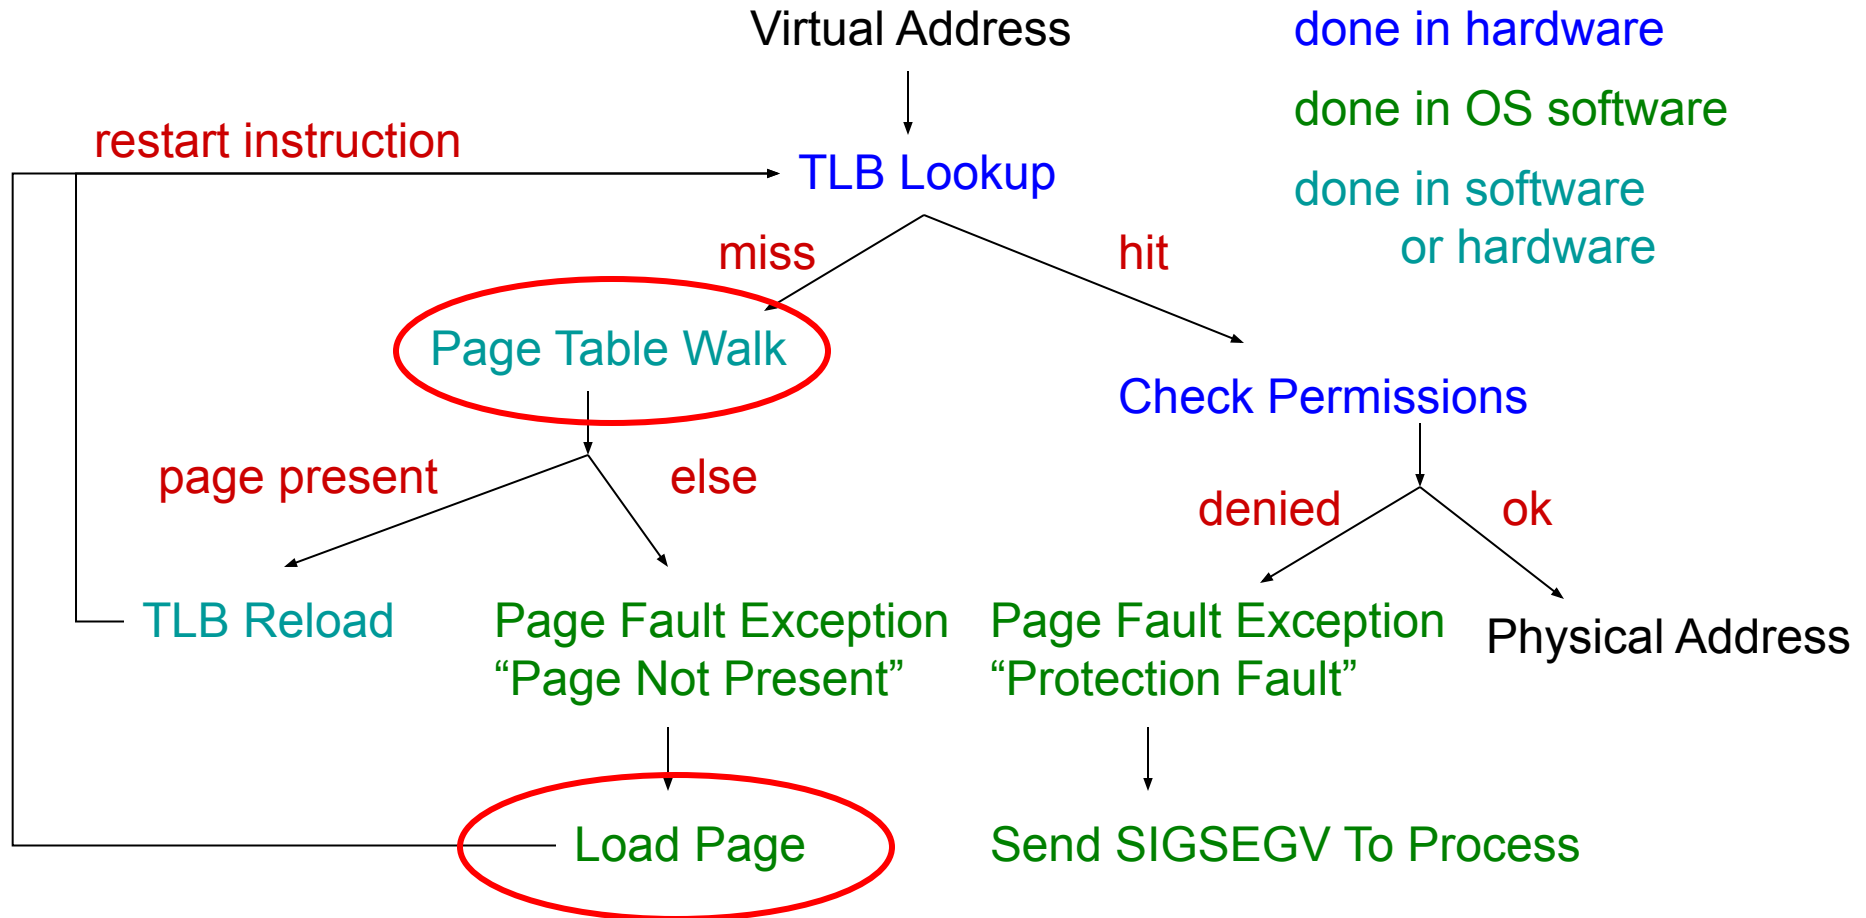 Virtual Address
done in hardware
done in OS software
restart instruction
TLB Lookup
done in software
or hardware
miss
hit
Page Table Walk
Check Permissions
page present
else
denied
ok
TLB Reload
Page Fault Exception
“Page Not Present”
Page Fault Exception
“Protection Fault”
Physical Address
Load Page
Send SIGSEGV To Process